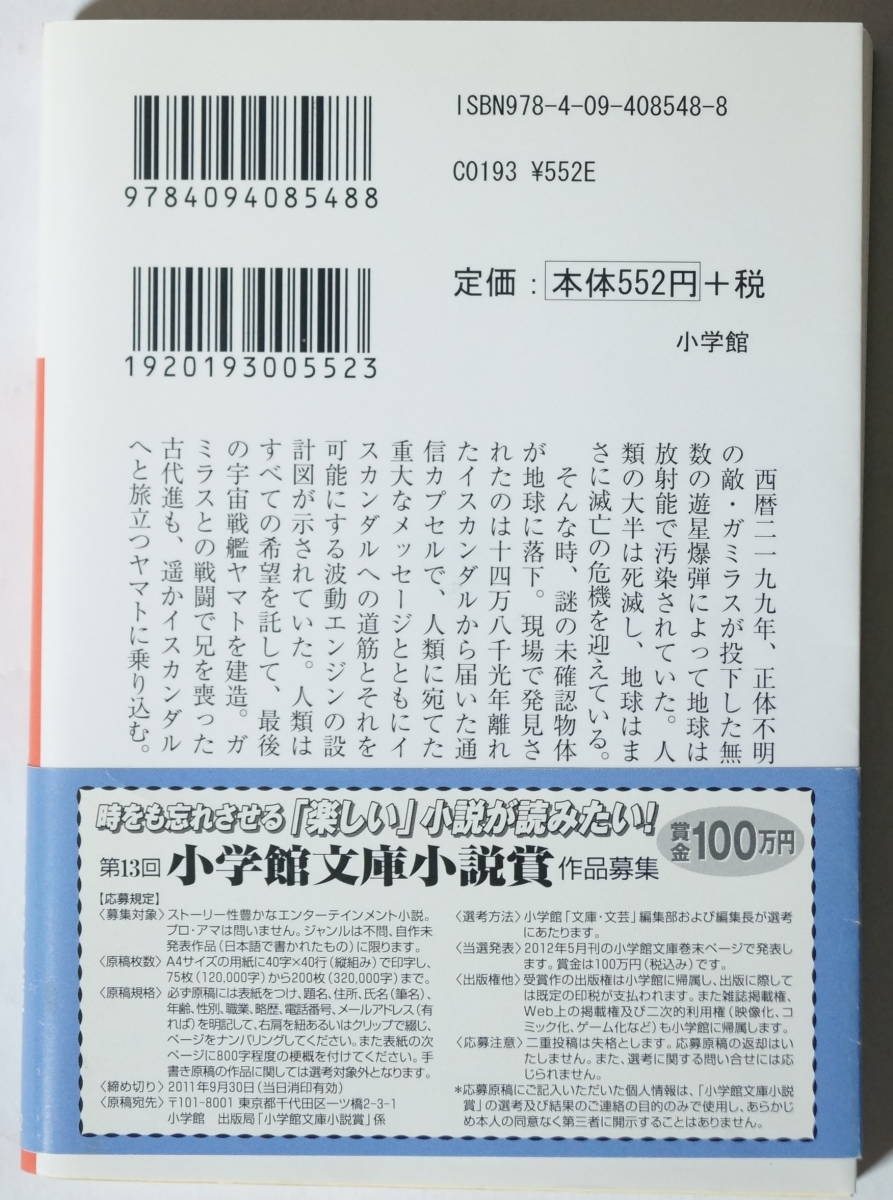 9784094085488
1920193005523
ISBN978-4-09-408548-8
C0193 ¥552E
定価：本体552円＋税
小学館
西暦二一九九年、正体不明
の敵・ガミラスが投下した無
数の遊星爆弾によって地球は
放射能で汚染されていた。人
類の大半は死滅し、地球はま
さに滅亡の危機を迎えている。
そんな時、謎の未確認物体
が地球に落下。現場で発見さ
れたのは十四万八千光年離れ
たイスカンダルから届いた通
信カプセルで、人類に宛てた
重大なメッセージとともにイ
スカンダルへの道筋とそれを
可能にする波動エンジンの設
計図が示されていた。人類は
すべての希望を託して、最後
の宇宙戦艦ヤマトを建造。ガ
ミラスとの戦闘で兄を喪った
古代進も、遥かイスカンダル
へと旅立つヤマトに乗り込む。
時をも忘れさせる「楽しい」小説が読みたい！
第13回 小学館文庫小説賞 作品募集
賞金100万円
【応募規定】
〈募集対象〉ストーリー性豊かなエンターテインメント小説。
プロ・アマは問いません。ジャンルは不問、自作未
発表作品（日本語で書かれたもの）に限ります。
〈原稿枚数〉A4サイズの用紙に40字×40行（縦組み）で印字し、
75枚（120,000字）から200枚（320,000字）まで。
〈原稿規格〉必ず原稿には表紙をつけ、題名、住所、氏名（筆名）、
年齢、性別、職業、略歴、電話番号、メールアドレス（有
れば）を明記して、右肩を紐あるいはクリップで綴じ、
ページをナンバリングしてください。また表紙の次
ページに800字程度の梗概を付けてください。手
書き原稿の作品に関しては選考対象外となります。
〈締め切り〉2011年9月30日（当日消印有効）
〈原稿宛先〉〒101-8001 東京都千代田区一ツ橋2-3-1
小学館 出版局「小学館文庫小説賞」係
〈選考方法〉小学館「文庫・文芸」編集部および編集長が選考
にあたります。
〈当選発表〉2012年5月刊の小学館文庫巻末ページで発表し
ます。賞金は100万円（税込み）です。
〈出版権他〉受賞作の出版権は小学館に帰属し、出版に際して
は既定の印税が支払われます。また雑誌掲載権、
Web上の掲載権及び二次的利用権（映像化、コ
ミック化、ゲーム化など）も小学館に帰属します。
〈応募注意〉二重投稿は失格とします。応募原稿の返却はい
たしません。また、選考に関する問い合せには応
じられません。
＊応募原稿にご記入いただいた個人情報は、「小学館文庫小説
賞」の選考及び結果のご連絡の目的のみで使用し、あらかじ
め本人の同意なく第三者に開示することはありません。